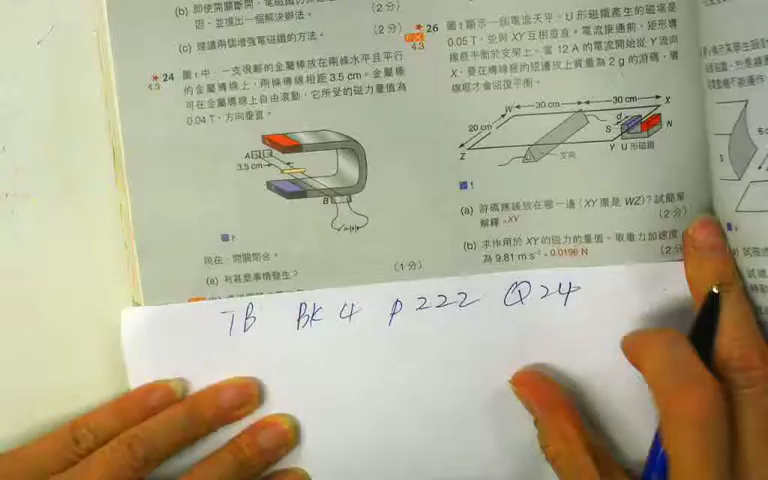 (b) 即使開關斷開，電磁鐵仍
因，並提出一個解決辦法。 (2 分)
(c) 建議兩個增強電磁鐵的方法。 (2 分)
★ 24 圖 r 中，一支很輕的金屬棒放在兩條水平且平行
4.3 的金屬導線上，兩條導線相距 3.5 cm。金屬棒
可在金屬導線上自由滾動，它所受的磁力量值為
0.04 T，方向垂直。
A
3.5 cm
B
圖 r
現在，開關閉合。
(a) 有甚麼事情發生？ (1 分)
★ 26 圖 t 顯示一個電流天平。U 形磁鐵產生的磁場是
4.3 0.05 T，並與 XY 互相垂直。電流接通前，矩形導
線框平衡於支架上。當 12 A 的電流開始從 Y 流向
X，要在導線框的短邊放上質量為 2 g 的游碼，導
線框才會回復平衡。
W 30 cm 30 cm X
20 cm d
S N
Z 支架 Y U 形磁鐵
圖 t
(a) 游碼應該放在哪一邊 (XY 還是 WZ)？試簡單
解釋。XY (2 分)
(b) 求作用於 XY 的磁力的量值。取重力加速度
為 9.81 m s⁻²。0.0196 N (2 分)
TB BK 4 P 222 Q 24